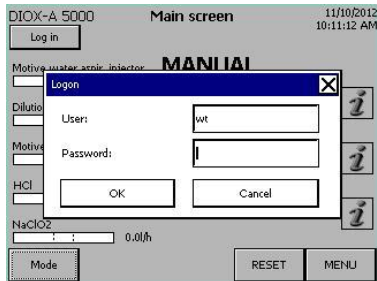 DIOX-A 5000 Main screen 11/10/2012
10:11:12 AM
Log in
MANUAL
Motive water aspir. injector
Logon
X
Dilutio
User: wt
Motive
Password:
HCl
OK Cancel
NaClO2
0.0l/h
Mode RESET MENU